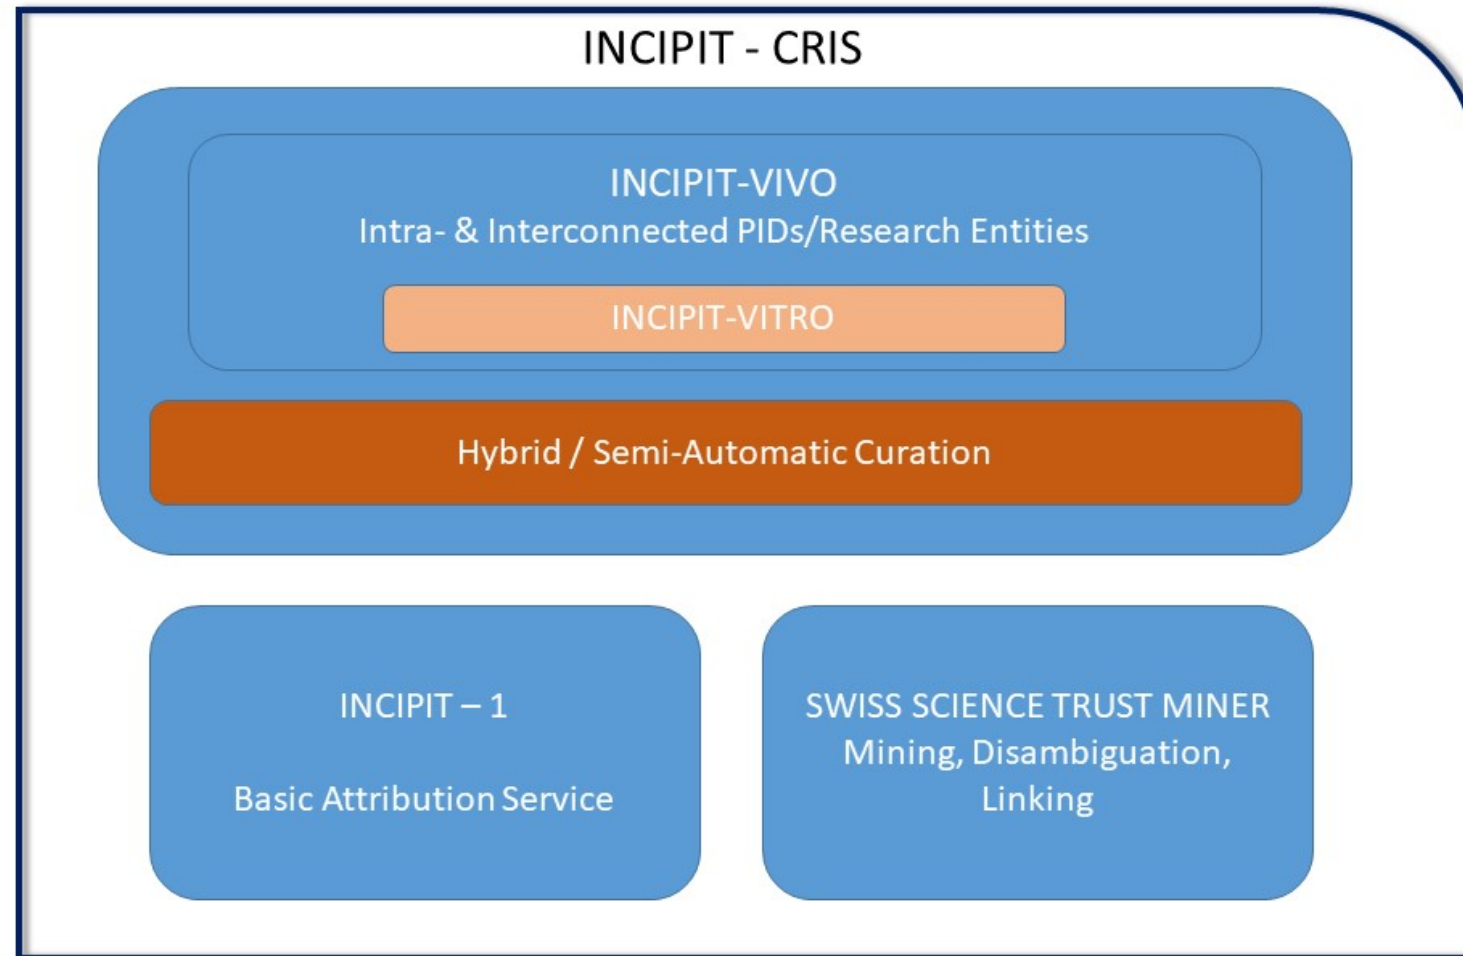 INCIPIT - CRIS
INCIPIT-VIVO
Intra- & Interconnected PIDs/Research Entities
INCIPIT-VITRO
Hybrid / Semi-Automatic Curation
INCIPIT – 1
Basic Attribution Service
SWISS SCIENCE TRUST MINER
Mining, Disambiguation,
Linking